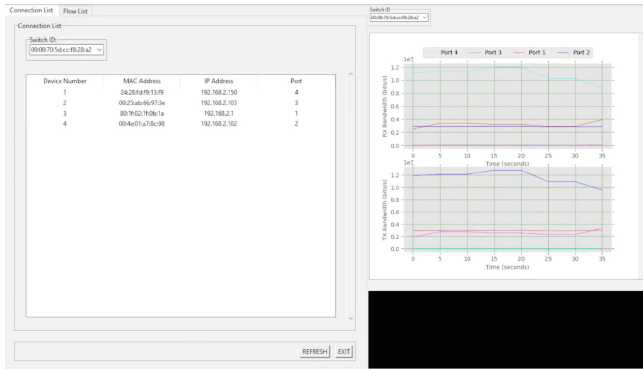 Connection List Flow List
Connection List
Switch ID:
00:00:70:5d:cc:f8:28:a2
Device Number MAC Address IP Address Port
1 24:28:fd:f9:13:f9 192.168.2.150 4
2 00:25:ab:66:97:3e 192.168.2.103 3
3 80:1f:02:1f:0b:1a 192.168.2.1 1
4 00:4e:01:a7:8c:98 192.168.2.102 2
REFRESH EXIT
Switch ID
00:00:70:5d:cc:f8:28:a2
Port 4 Port 3 Port 1 Port 2
1e7
RX Bandwidth (bits/s)
1.2
1.0
0.8
0.6
0.4
0.2
0.0
0 5 10 15 20 25 30 35
Time (seconds)
1e7
TX Bandwidth (bits/s)
1.2
1.0
0.8
0.6
0.4
0.2
0.0
0 5 10 15 20 25 30 35
Time (seconds)